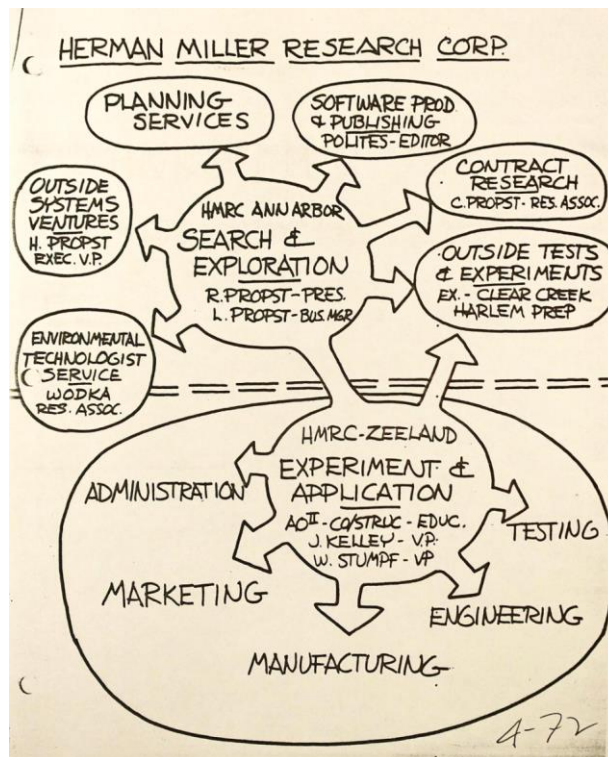 HERMAN MILLER RESEARCH CORP.
PLANNING
SERVICES
SOFTWARE PROD.
& PUBLISHING
POLITES-EDITOR
CONTRACT
RESEARCH
C. PROPST-RES. ASSOC.
OUTSIDE
SYSTEMS
VENTURES
H. PROPST
EXEC. V.P.
HMRC ANN ARBOR
SEARCH &
EXPLORATION
R. PROPST-PRES.
L. PROPST-BUS. MGR.
OUTSIDE TESTS
& EXPERIMENTS
EX. - CLEAR CREEK
HARLEM PREP
ENVIRONMENTAL
TECHNOLOGIST
SERVICE
WODKA
RES. ASSOC.
HMRC-ZEELAND
EXPERIMENT &
APPLICATION
AO II - CO/STRUC - EDUC.
J. KELLEY - V.P.
W. STUMPF - VP
ADMINISTRATION
MARKETING
MANUFACTURING
ENGINEERING
TESTING
4-72